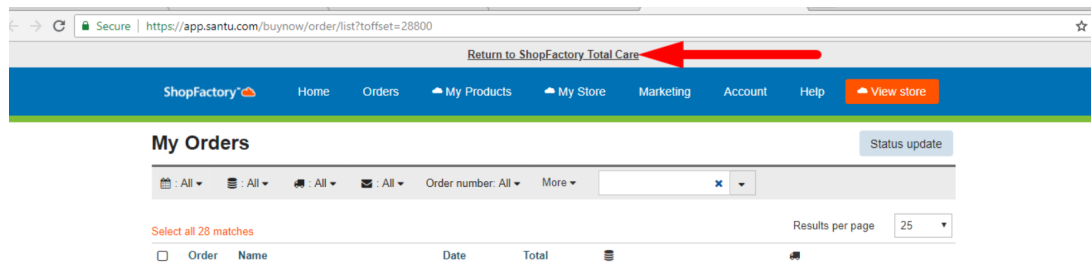 Secure | https://app.santu.com/buynow/order/list?toffset=28800
Return to ShopFactory Total Care
ShopFactory Home Orders My Products My Store Marketing Account Help View store
My Orders Status update
: All : All : All : All Order number: All More
Select all 28 matches Results per page 25
Order Name Date Total